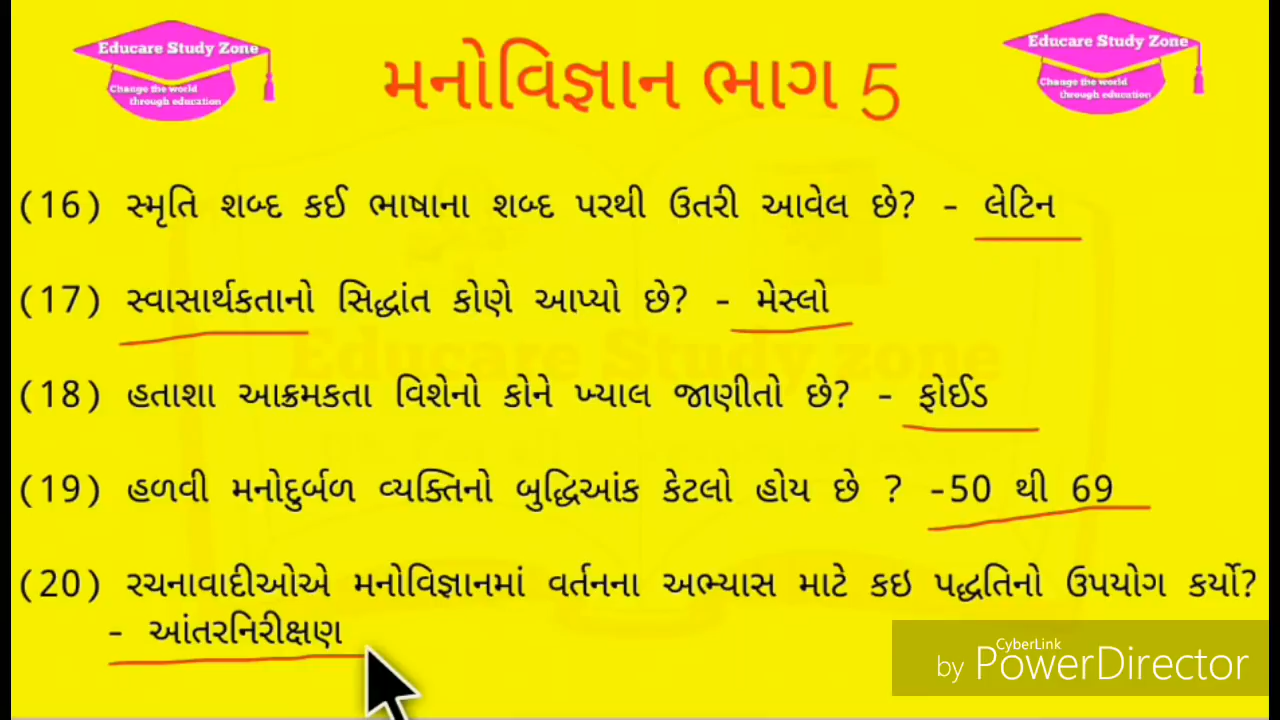 Educare Study Zone
Change the world
through education
મનોવિજ્ઞાન ભાગ 5
Educare Study Zone
Change the world
through education
(16) સ્મૃતિ શબ્દ કઈ ભાષાના શબ્દ પરથી ઉતરી આવેલ છે? - લેટિન
(17) સ્વાસાર્થકતાનો સિદ્ધાંત કોણે આપ્યો છે? - મેસ્લો
Educare Study zone
(18) હતાશા આક્રમકતા વિશેનો કોને ખ્યાલ જાણીતો છે? - ફોઈડ
(19) હળવી મનોદુર્બળ વ્યક્તિનો બુદ્ધિઆંક કેટલો હોય છે ? -50 થી 69
(20) રચનાવાદીઓએ મનોવિજ્ઞાનમાં વર્તનના અભ્યાસ માટે કઇ પદ્ધતિનો ઉપયોગ કર્યો?
- આંતરનિરીક્ષણ
CyberLink
by PowerDirector